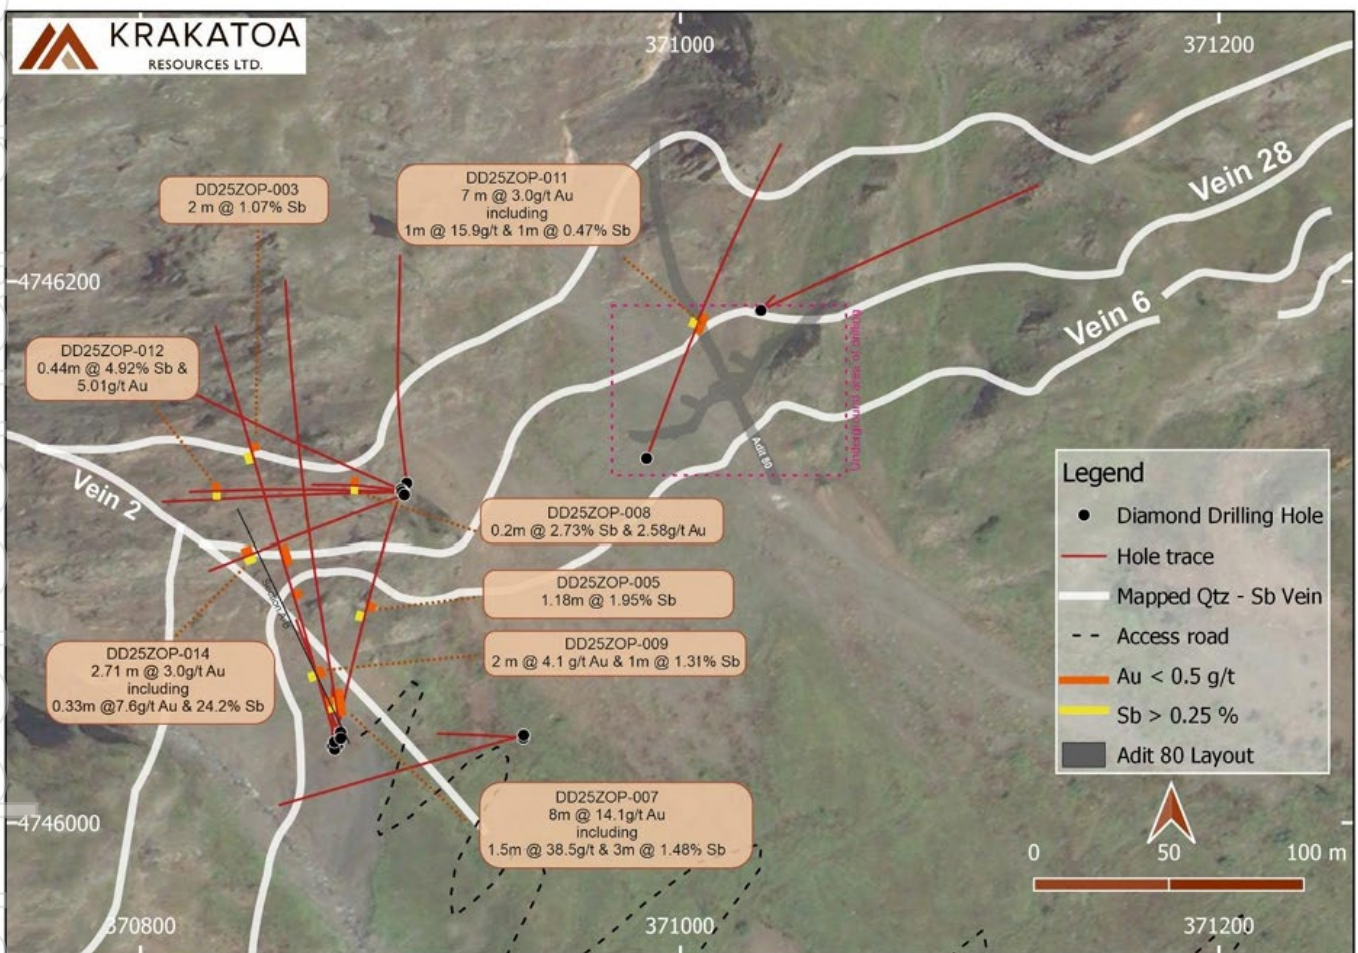 KRAKATOA
RESOURCES LTD.
371000
371200
DD25ZOP-003
2 m @ 1.07% Sb
DD25ZOP-011
7 m @ 3.0g/t Au
including
1m @ 15.9g/t & 1m @ 0.47% Sb
Vein 28
4746200
Vein 6
DD25ZOP-012
0.44m @ 4.92% Sb &
5.01g/t Au
Underground area of drilling
Adit 80
Vein 2
DD25ZOP-008
0.2m @ 2.73% Sb & 2.58g/t Au
DD25ZOP-005
1.18m @ 1.95% Sb
DD25ZOP-009
2 m @ 4.1 g/t Au & 1m @ 1.31% Sb
DD25ZOP-014
2.71 m @ 3.0g/t Au
including
0.33m @7.6g/t Au & 24.2% Sb
DD25ZOP-007
8m @ 14.1g/t Au
including
1.5m @ 38.5g/t & 3m @ 1.48% Sb
Legend
Diamond Drilling Hole
Hole trace
Mapped Qtz - Sb Vein
Access road
Au < 0.5 g/t
Sb > 0.25 %
Adit 80 Layout
4746000
0 50 100 m
370800
371000
371200